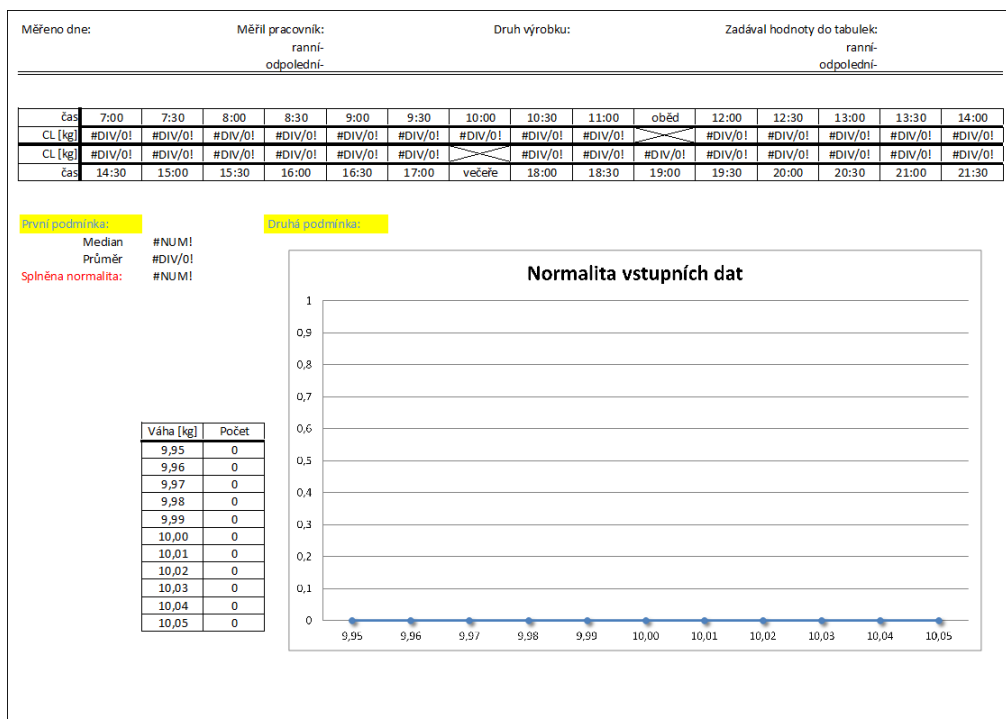 Měřeno dne: Měřil pracovník: Druh výrobku: Zadával hodnoty do tabulek:
ranní- ranní-
odpolední- odpolední-
čas 7:00 7:30 8:00 8:30 9:00 9:30 10:00 10:30 11:00 oběd 12:00 12:30 13:00 13:30 14:00
CL [kg] #DIV/0! #DIV/0! #DIV/0! #DIV/0! #DIV/0! #DIV/0! #DIV/0! #DIV/0! #DIV/0! #DIV/0! #DIV/0! #DIV/0! #DIV/0! #DIV/0!
CL [kg] #DIV/0! #DIV/0! #DIV/0! #DIV/0! #DIV/0! #DIV/0! #DIV/0! #DIV/0! #DIV/0! #DIV/0! #DIV/0! #DIV/0! #DIV/0! #DIV/0!
čas 14:30 15:00 15:30 16:00 16:30 17:00 večeře 18:00 18:30 19:00 19:30 20:00 20:30 21:00 21:30
První podmínka: Druhá podmínka:
Median #NUM!
Průměr #DIV/0!
Splněna normalita: #NUM!
Váha [kg] Počet
9,95 0
9,96 0
9,97 0
9,98 0
9,99 0
10,00 0
10,01 0
10,02 0
10,03 0
10,04 0
10,05 0
Normalita vstupních dat
1
0,9
0,8
0,7
0,6
0,5
0,4
0,3
0,2
0,1
0
9,95 9,96 9,97 9,98 9,99 10,00 10,01 10,02 10,03 10,04 10,05